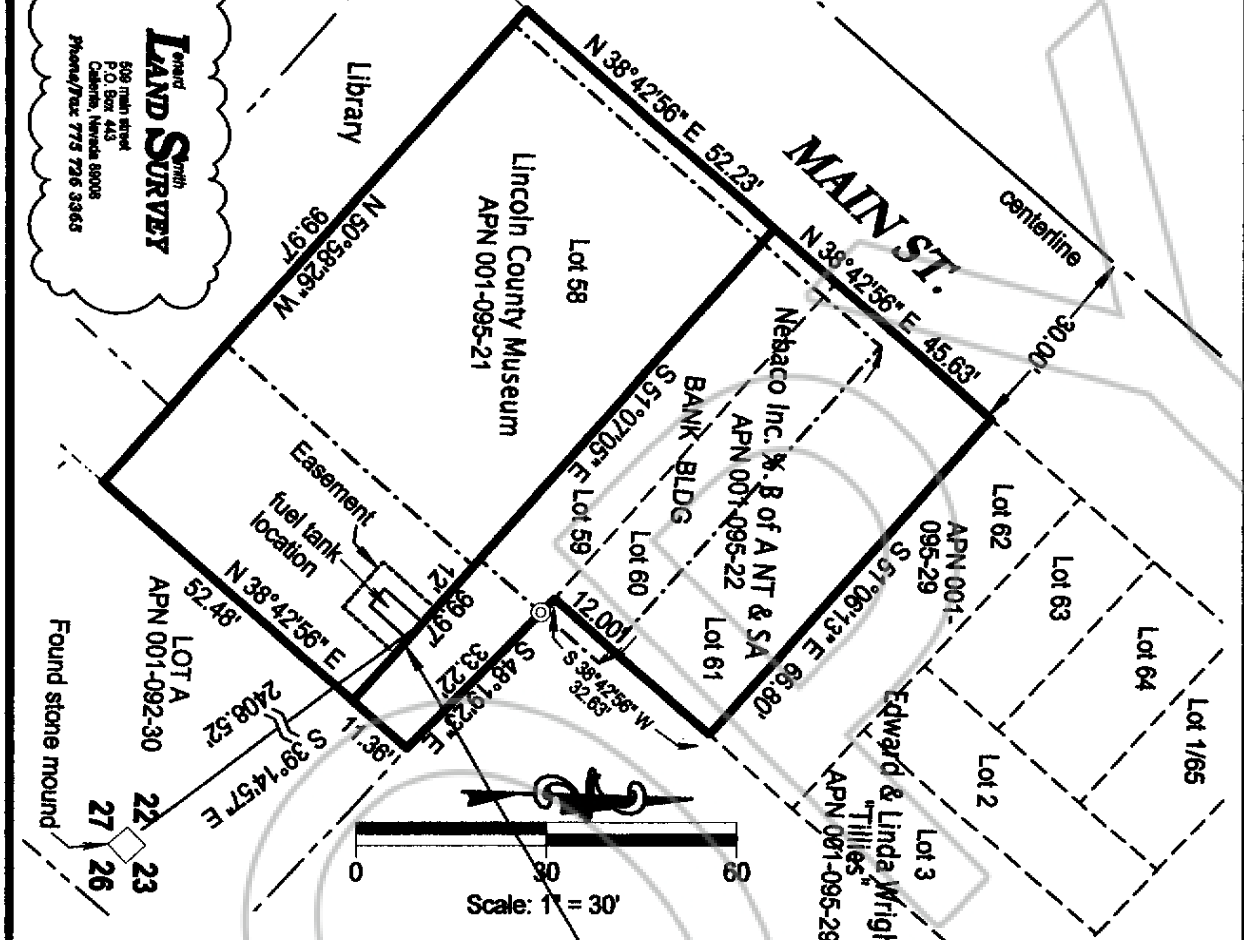 Lenard Smith
LAND SURVEY
509 main street
P.O. Box 443
Caliente, Nevada 89008
Phone/Fax 775 726 3365
Library
N 38°42'56" E 52.23'
MAIN ST.
centerline
30.00'
N 38°42'56" E 45.63'
Lot 58
Lincoln County Museum
APN 001-095-21
N 50°58'26" W
99.97'
S 51°07'05" E
99.97'
Nebaco Inc. % B of A NT & SA
APN 001-095-22
BANK BLDG
Lot 59
Lot 60
Lot 61
S 51°06'13" E 66.80'
Lot 62
APN 001-
095-29
Lot 63
Lot 64
Lot 1/65
Lot 2
Lot 3
Edward & Linda Wrigh
"Tillies"
APN 001-095-29
12.001
S 38°42'56" W
32.63'
Easement
fuel tank
location
12'
S 48°19'23" E
33.22'
11.36'
N 38°42'56" E
52.48'
LOT A
APN 001-092-30
S 39°14'57" E
2408.52'
Found stone mound
22 23
27 26
0 30 60
Scale: 1" = 30'